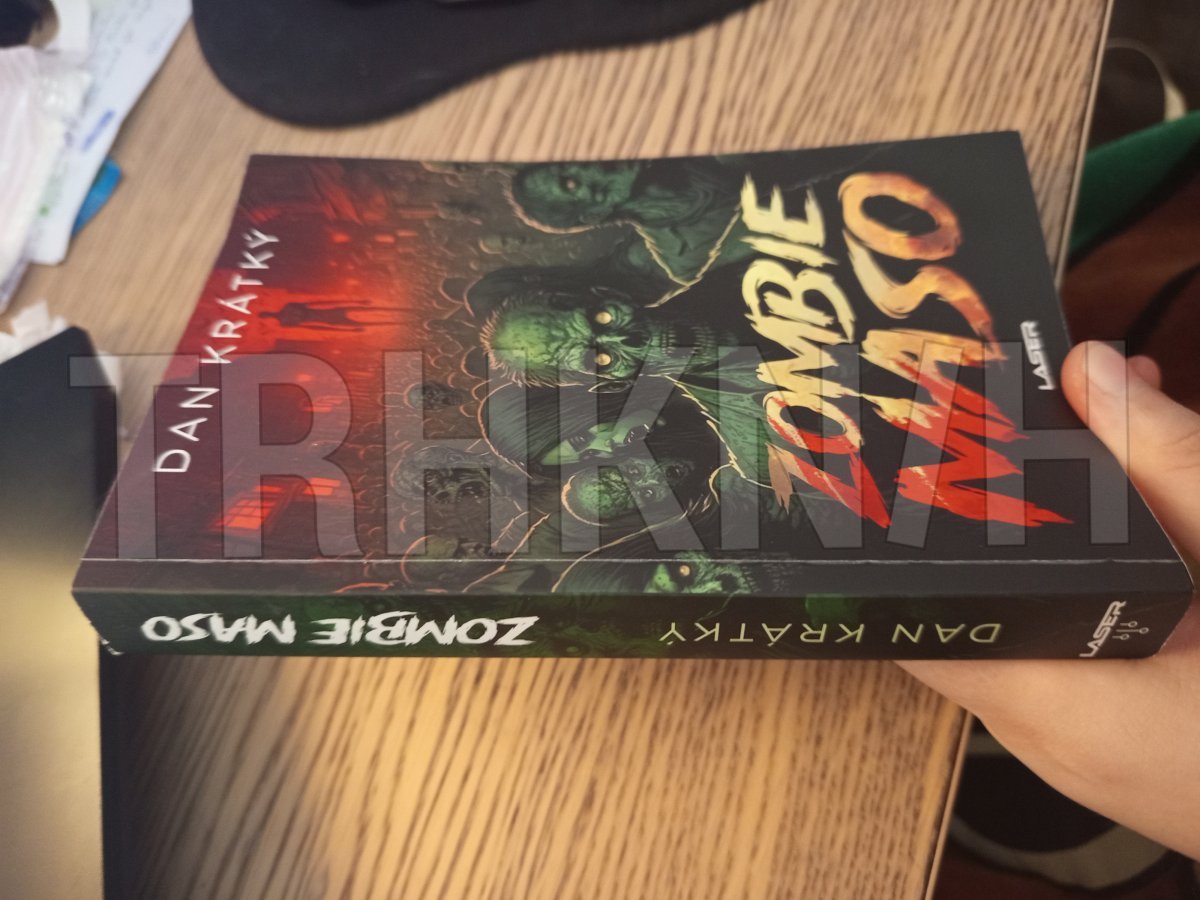 DAN KRÁTKÝ
ZOMBIE
MASO
LASER
ZOMBIE MASO
DAN KRÁTKÝ
LASER
TRHKNIH